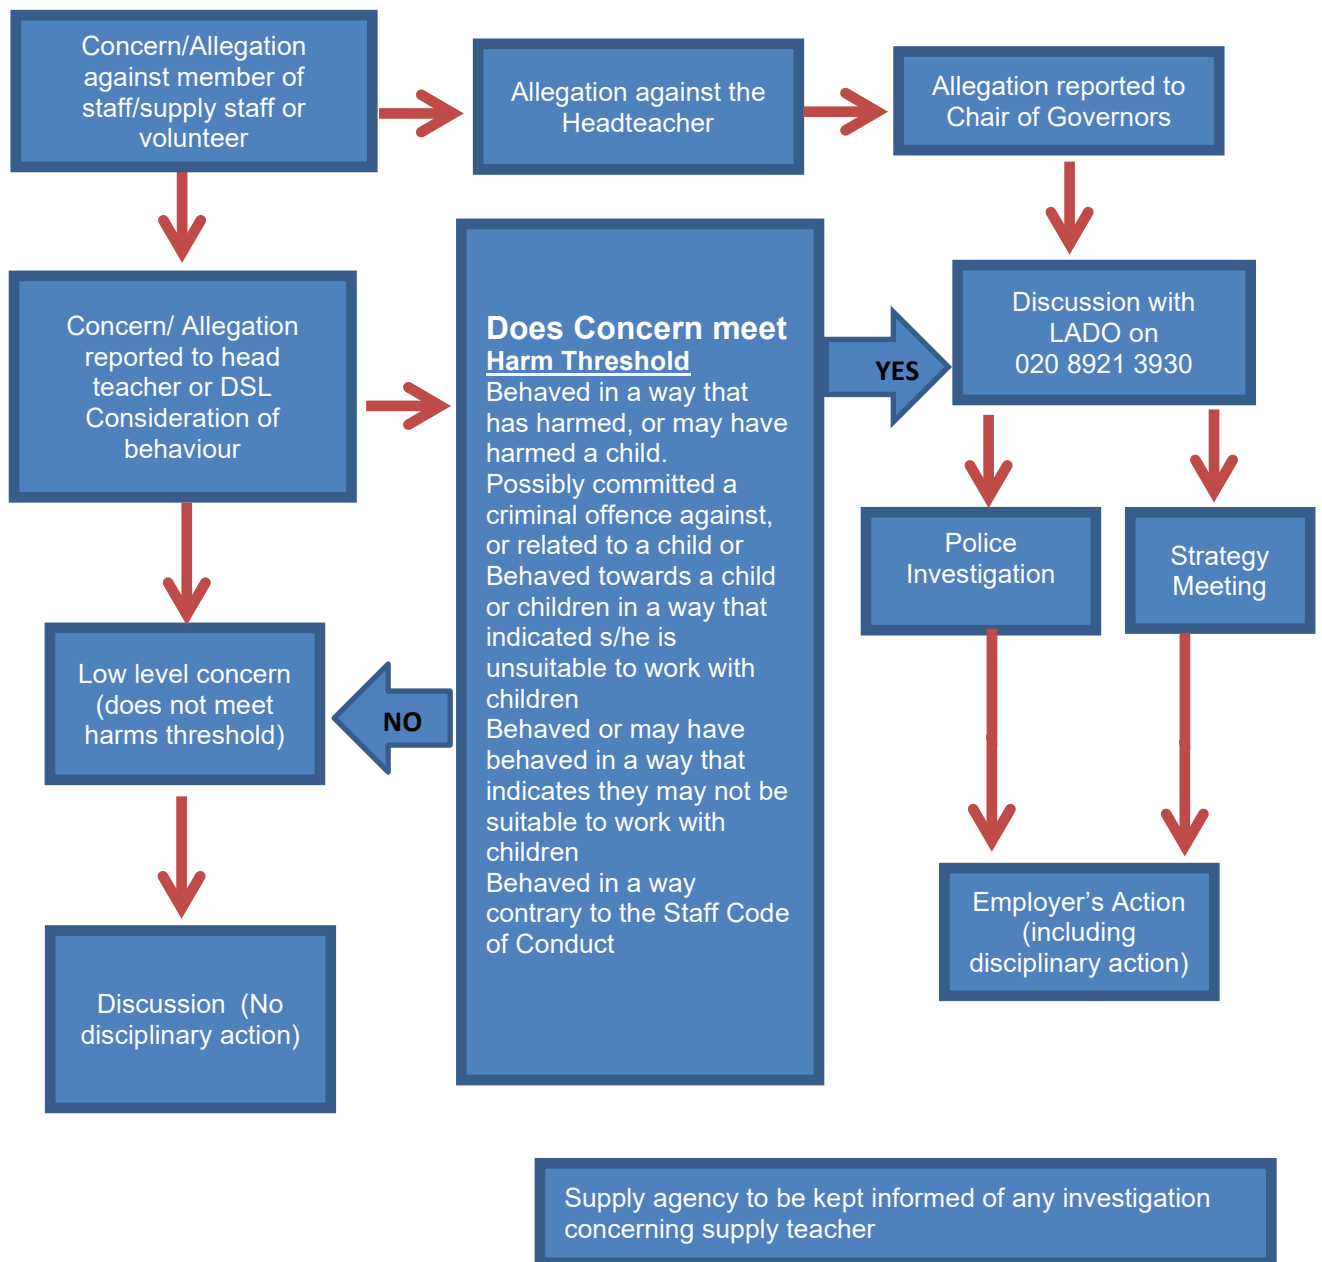 Concern/Allegation
against member of
staff/supply staff or
volunteer
Allegation against the
Headteacher
Allegation reported to
Chair of Governors
Concern/ Allegation
reported to head
teacher or DSL
Consideration of
behaviour
Does Concern meet
Harm Threshold
Behaved in a way that
has harmed, or may have
harmed a child.
Possibly committed a
criminal offence against,
or related to a child or
Behaved towards a child
or children in a way that
indicated s/he is
unsuitable to work with
children
Behaved or may have
behaved in a way that
indicates they may not be
suitable to work with
children
Behaved in a way
contrary to the Staff Code
of Conduct
YES
Discussion with
LADO on
020 8921 3930
Police
Investigation
Strategy
Meeting
NO
Low level concern
(does not meet
harms threshold)
Employer’s Action
(including
disciplinary action)
Discussion  (No
disciplinary action)
Supply agency to be kept informed of any investigation
concerning supply teacher